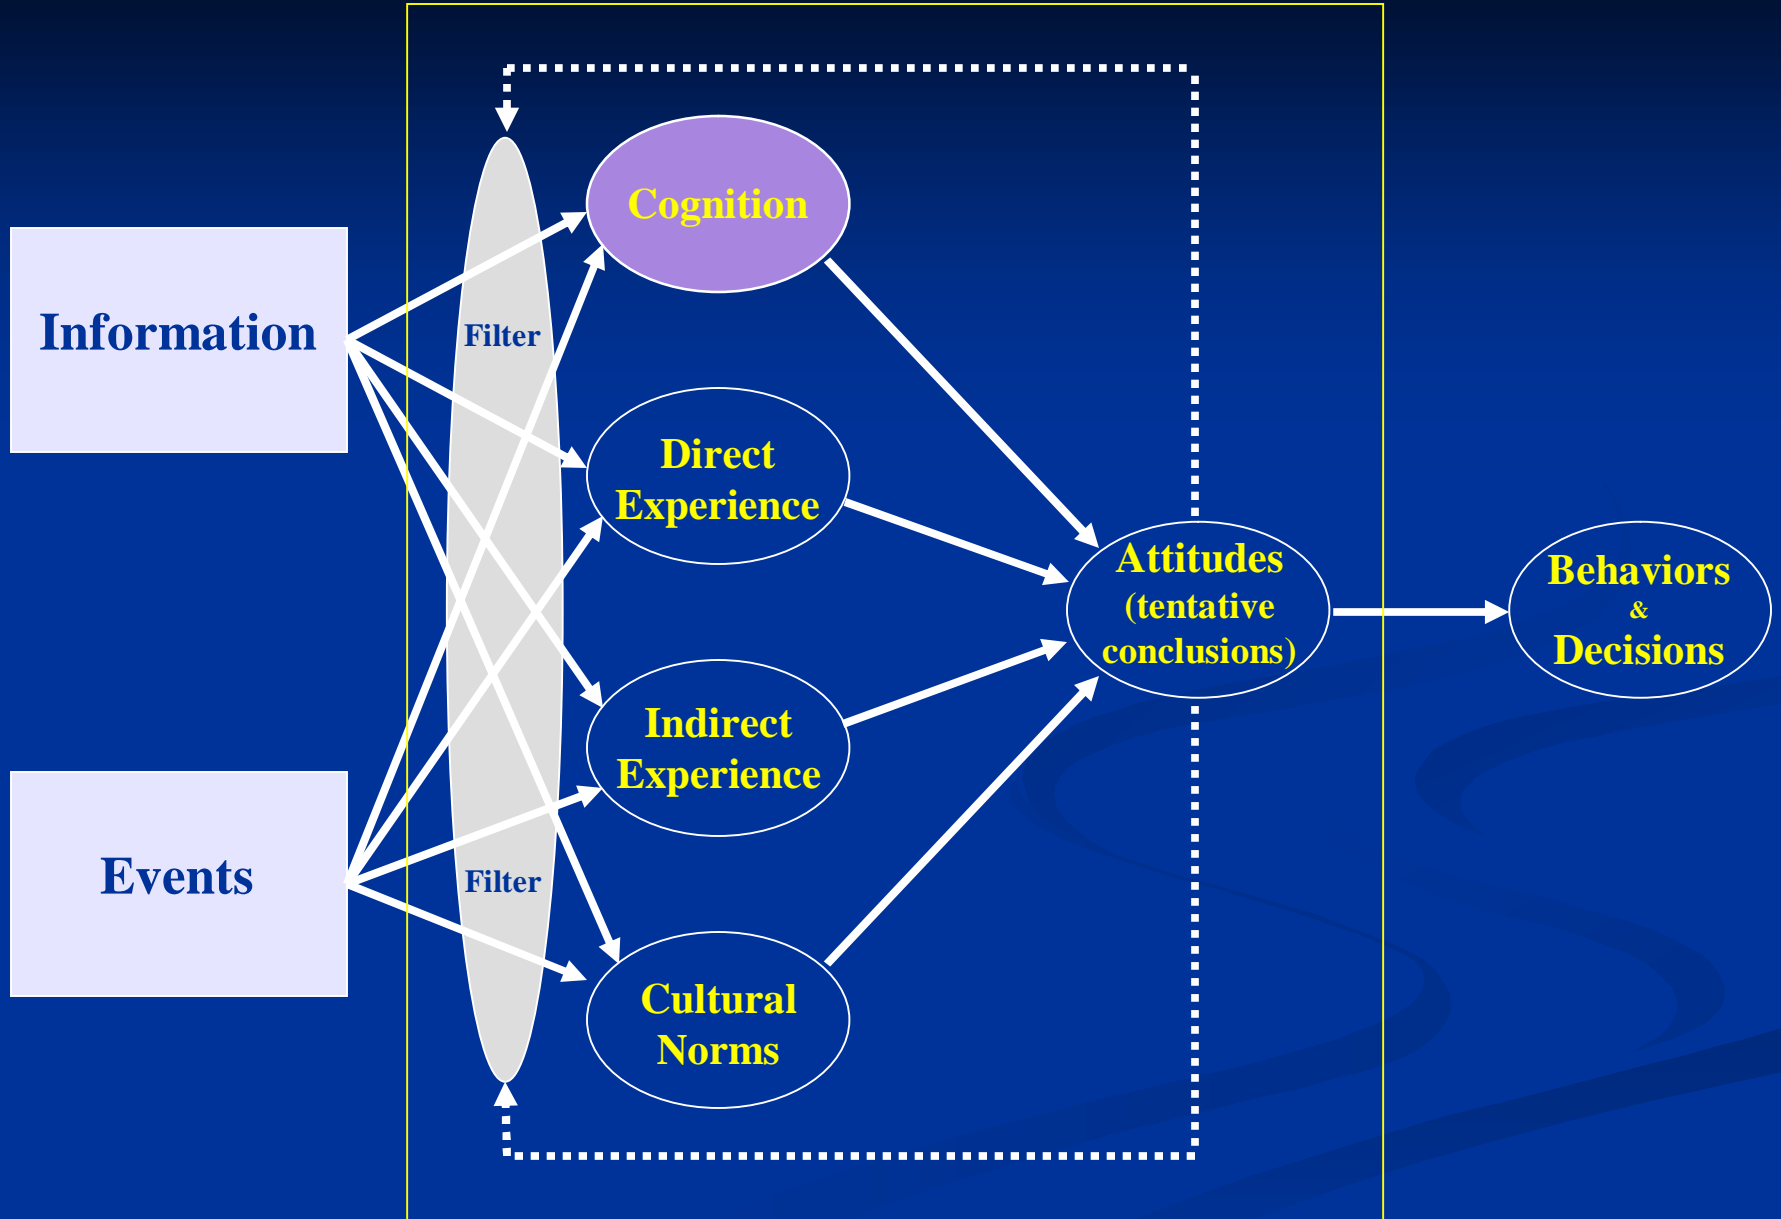 Cognition
Information
Filter
Direct
Experience
Attitudes
(tentative
conclusions)
Behaviors
&
Decisions
Indirect
Experience
Events
Filter
Cultural
Norms